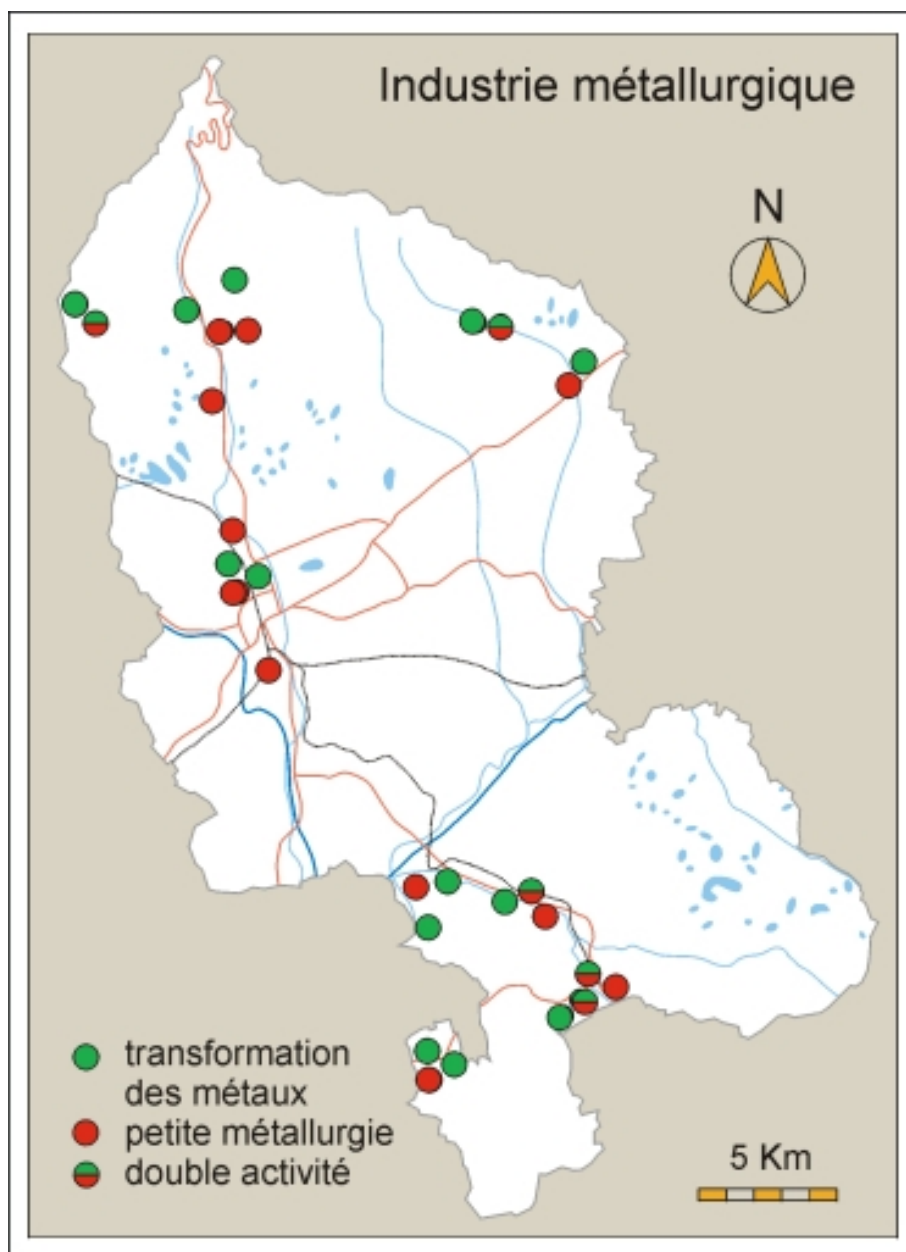 Industrie métallurgique
N
transformation
des métaux
petite métallurgie
double activité
5 Km